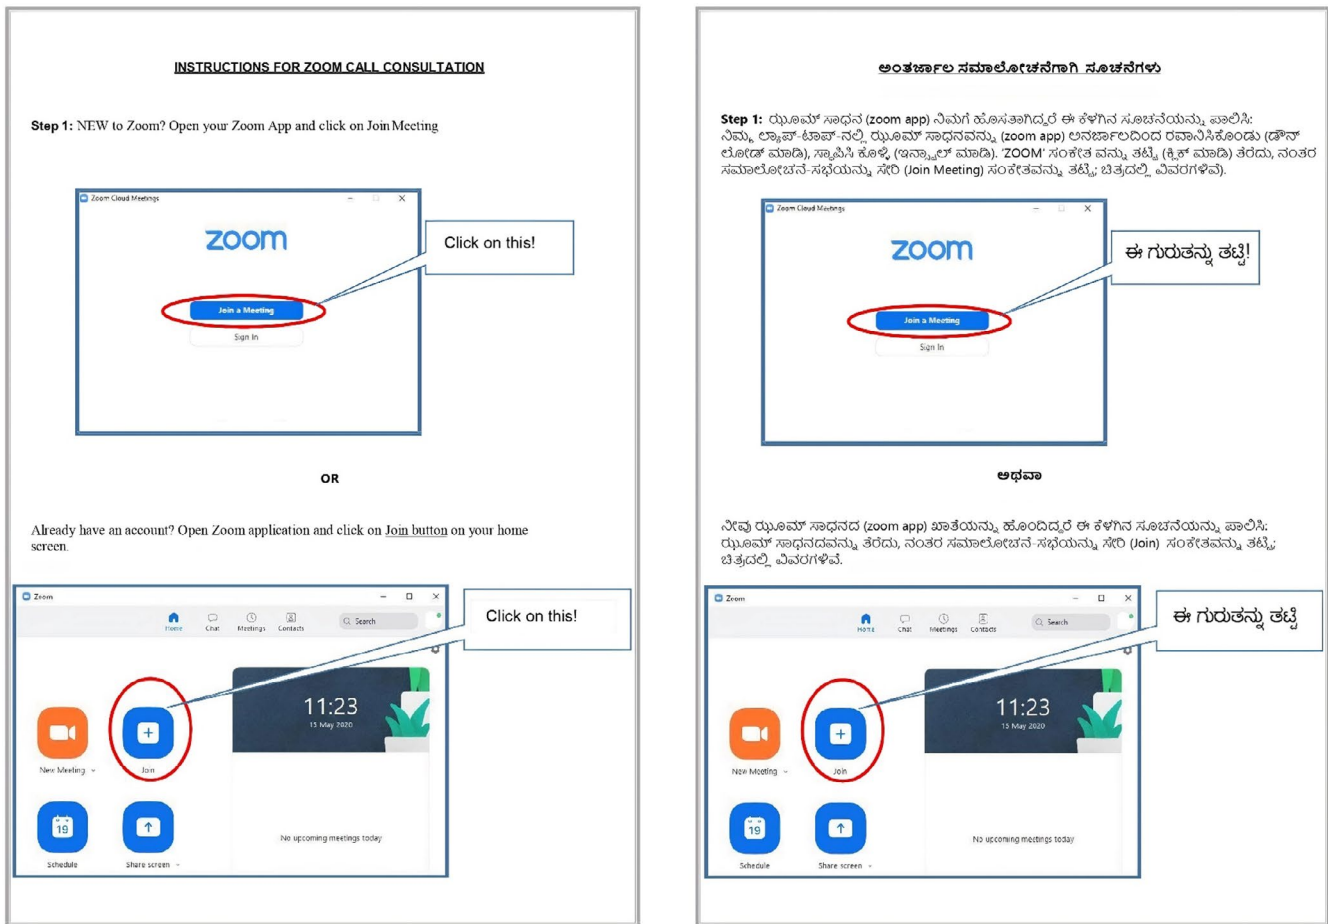 INSTRUCTIONS FOR ZOOM CALL CONSULTATION
Step 1: NEW to Zoom? Open your Zoom App and click on Join Meeting
Zoom Cloud Meetings
zoom
Click on this!
Join a Meeting
Sign In
OR
Already have an account? Open Zoom application and click on Join button on your home
screen.
Zoom
Home
Chat
Meetings
Contacts
Search
Click on this!
11:23
15 May 2020
New Meeting
Join
19
Schedule
Share screen
No upcoming meetings today
ಅಂತರ್ಜಾಲ ಸಮಾಲೋಚನೆಗಾಗಿ ಸೂಚನೆಗಳು
Step 1: ಝೂಮ್ ಸಾಧನ (zoom app) ನಿಮಗೆ ಹೊಸತಾಗಿದ್ದರೆ ಈ ಕೆಳಗಿನ ಸೂಚನೆಯನ್ನು ಪಾಲಿಸಿ:
ನಿಮ್ಮ ಲ್ಯಾಪ್-ಟಾಪ್-ನಲ್ಲಿ ಝೂಮ್ ಸಾಧನವನ್ನು (zoom app) ಅನರ್ಜಾಲದಿಂದ ರವಾನಿಸಿಕೊಂಡು (ಡೌನ್
ಲೋಡ್ ಮಾಡಿ), ಸ್ಥಾಪಿಸಿ ಕೊಳ್ಳಿ (ಇನ್ಸ್ಟಾಲ್ ಮಾಡಿ). 'ZOOM' ಸಂಕೇತ ವನ್ನು ತಟ್ಟಿ (ಕ್ಲಿಕ್ ಮಾಡಿ) ತೆರೆದು, ನಂತರ
ಸಮಾಲೋಚನ-ಸಭೆಯನ್ನು ಸೇರಿ (Join Meeting) ಸಂಕೇತವನ್ನು ತಟ್ಟಿ; ಚಿತ್ರದಲ್ಲಿ ವಿವರಗಳಿವೆ).
Zoom Cloud Meetings
zoom
ಈ ಗುರುತನ್ನು ತಟ್ಟಿ!
Join a Meeting
Sign In
ಅಥವಾ
ನೀವು ಝೂಮ್ ಸಾಧನದ (zoom app) ಖಾತೆಯನ್ನು ಹೊಂದಿದ್ದರೆ ಈ ಕೆಳಗಿನ ಸೂಚನೆಯನ್ನು ಪಾಲಿಸಿ:
ಝೂಮ್ ಸಾಧನದವನ್ನು ತೆರೆದು, ನಂತರ ಸಮಾಲೋಚನ-ಸಭೆಯನ್ನು ಸೇರಿ (Join) ಸಂಕೇತವನ್ನು ತಟ್ಟಿ;
ಚಿತ್ರದಲ್ಲಿ ವಿವರಗಳಿವೆ.
Zoom
Home
Chat
Meetings
Contacts
Search
ಈ ಗುರುತನ್ನು ತಟ್ಟಿ
11:23
15 May 2020
New Meeting
Join
19
Schedule
Share screen
No upcoming meetings today